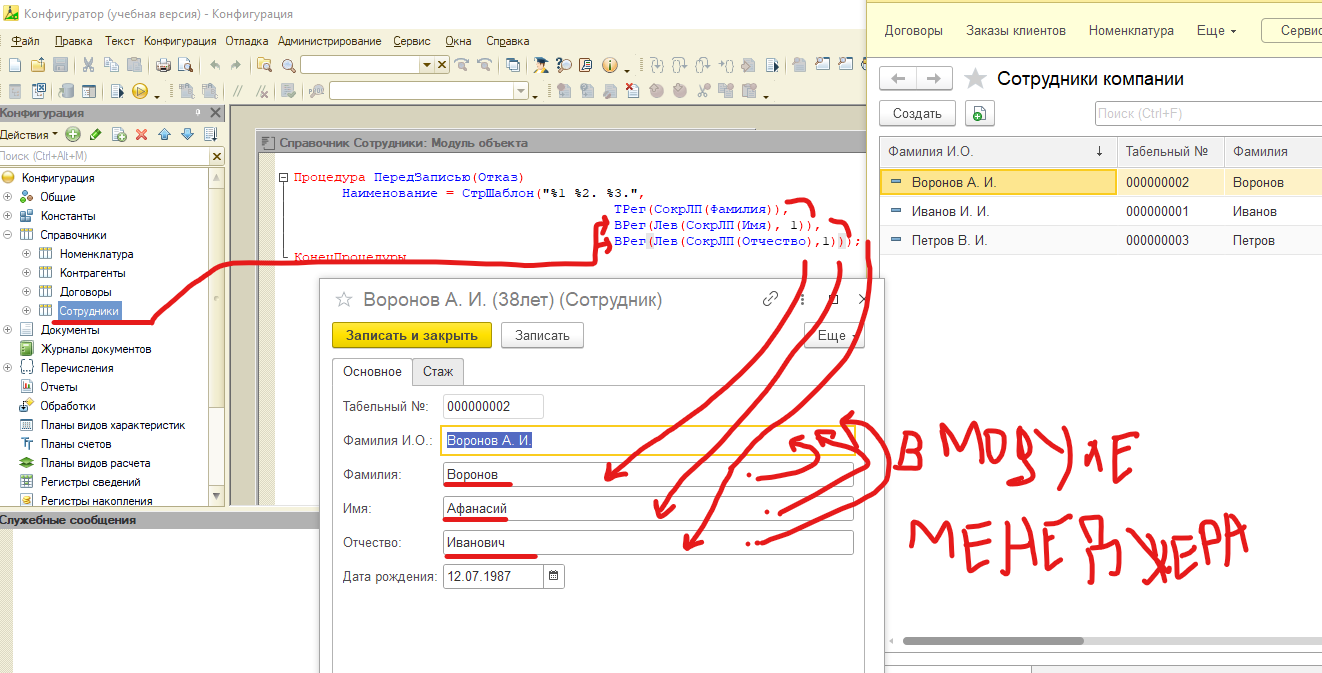 Конфигуратор (учебная версия) - Конфигурация
Файл Правка Текст Конфигурация Отладка Администрирование Сервис Окна Справка
Конфигурация
Действия
Поиск (Ctrl+Alt+M)
Конфигурация
Общие
Константы
Справочники
Номенклатура
Контрагенты
Договоры
Сотрудники
Документы
Журналы документов
Перечисления
Отчеты
Обработки
Планы видов характеристик
Планы счетов
Планы видов расчета
Регистры сведений
Регистры накопления
Служебные сообщения
Справочник Сотрудники: Модуль объекта
Процедура ПередЗаписью(Отказ)
Наименование = СтрШаблон("%1 %2. %3.",
ТРег(СокрЛП(Фамилия)),
ВРег(Лев(СокрЛП(Имя), 1)),
ВРег(Лев(СокрЛП(Отчество),1)));
КонецПроцедуры
Воронов А. И. (38лет) (Сотрудник)
Записать и закрыть Записать Еще
Основное Стаж
Табельный №: 000000002
Фамилия И.О.: Воронов А. И.
Фамилия: Воронов
Имя: Афанасий
Отчество: Иванович
Дата рождения: 12.07.1987
Договоры Заказы клиентов Номенклатура Еще Сервис
Сотрудники компании
Создать Поиск (Ctrl+F)
Фамилия И.О. ↓ Табельный № Фамилия
Воронов А. И. 000000002 Воронов
Иванов И. И. 000000001 Иванов
Петров В. И. 000000003 Петров
В МОДУЛЕ
МЕНЕДЖЕРА